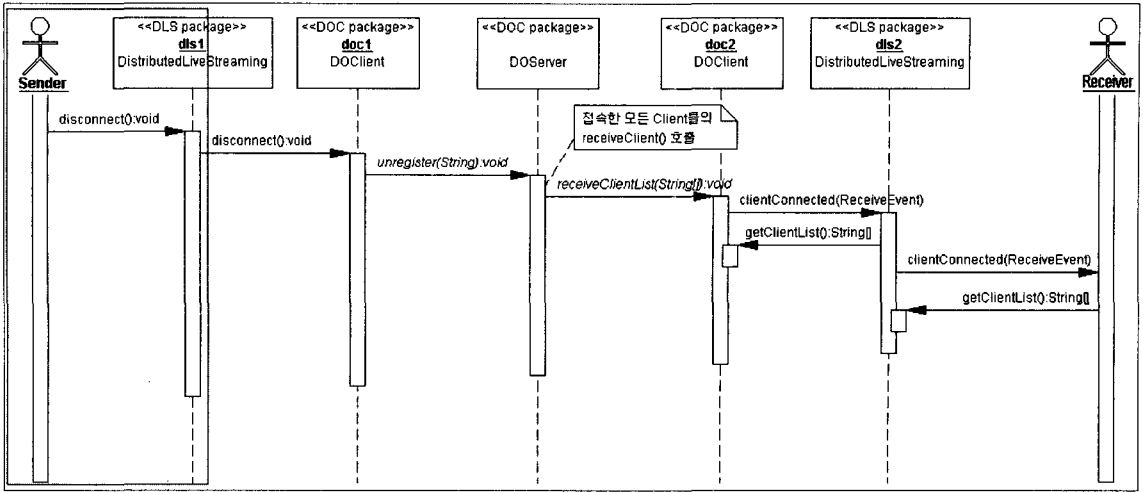 <<DLS package>>
dls1
DistributedLiveStreaming
<<DOC package>>
doc1
DOClient
<<DOC package>>
DOServer
<<DOC package>>
doc2
DOClient
<<DLS package>>
dls2
DistributedLiveStreaming
Sender
Receiver
접속한 모든 Client들의
receiveClient() 호출
disconnect():void
disconnect():void
unregister(String):void
receiveClientList(String[]):void
clientConnected(ReceiveEvent)
getClientList():String[]
clientConnected(ReceiveEvent)
getClientList():String[]